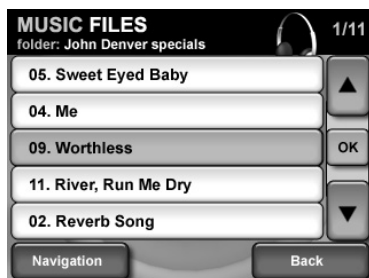 MUSIC FILES
1/11
folder: John Denver specials
05. Sweet Eyed Baby
04. Me
09. Worthless
OK
11. River, Run Me Dry
02. Reverb Song
Navigation
Back